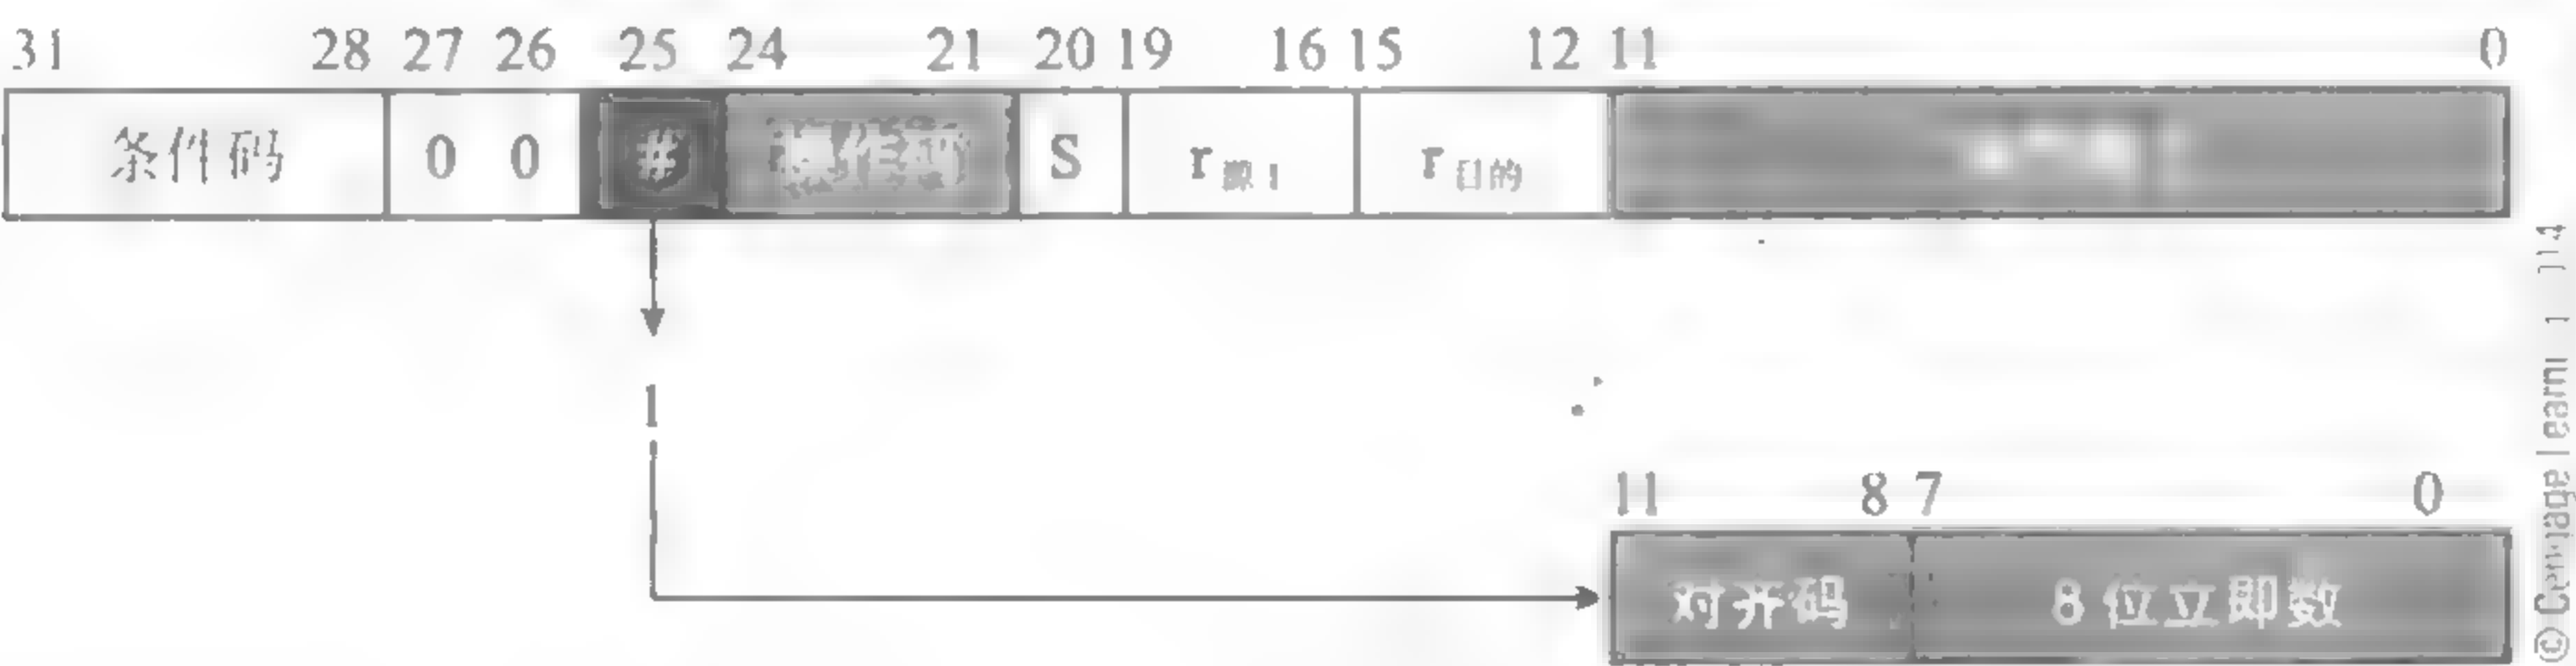 31 28 27 26 25 24 21 20 19 16 15 12 11 0
条件码 0 0 # 操作码 S r源1 r目的
1
11 8 7 0
对齐码 8 位立即数
© Cengage Learning